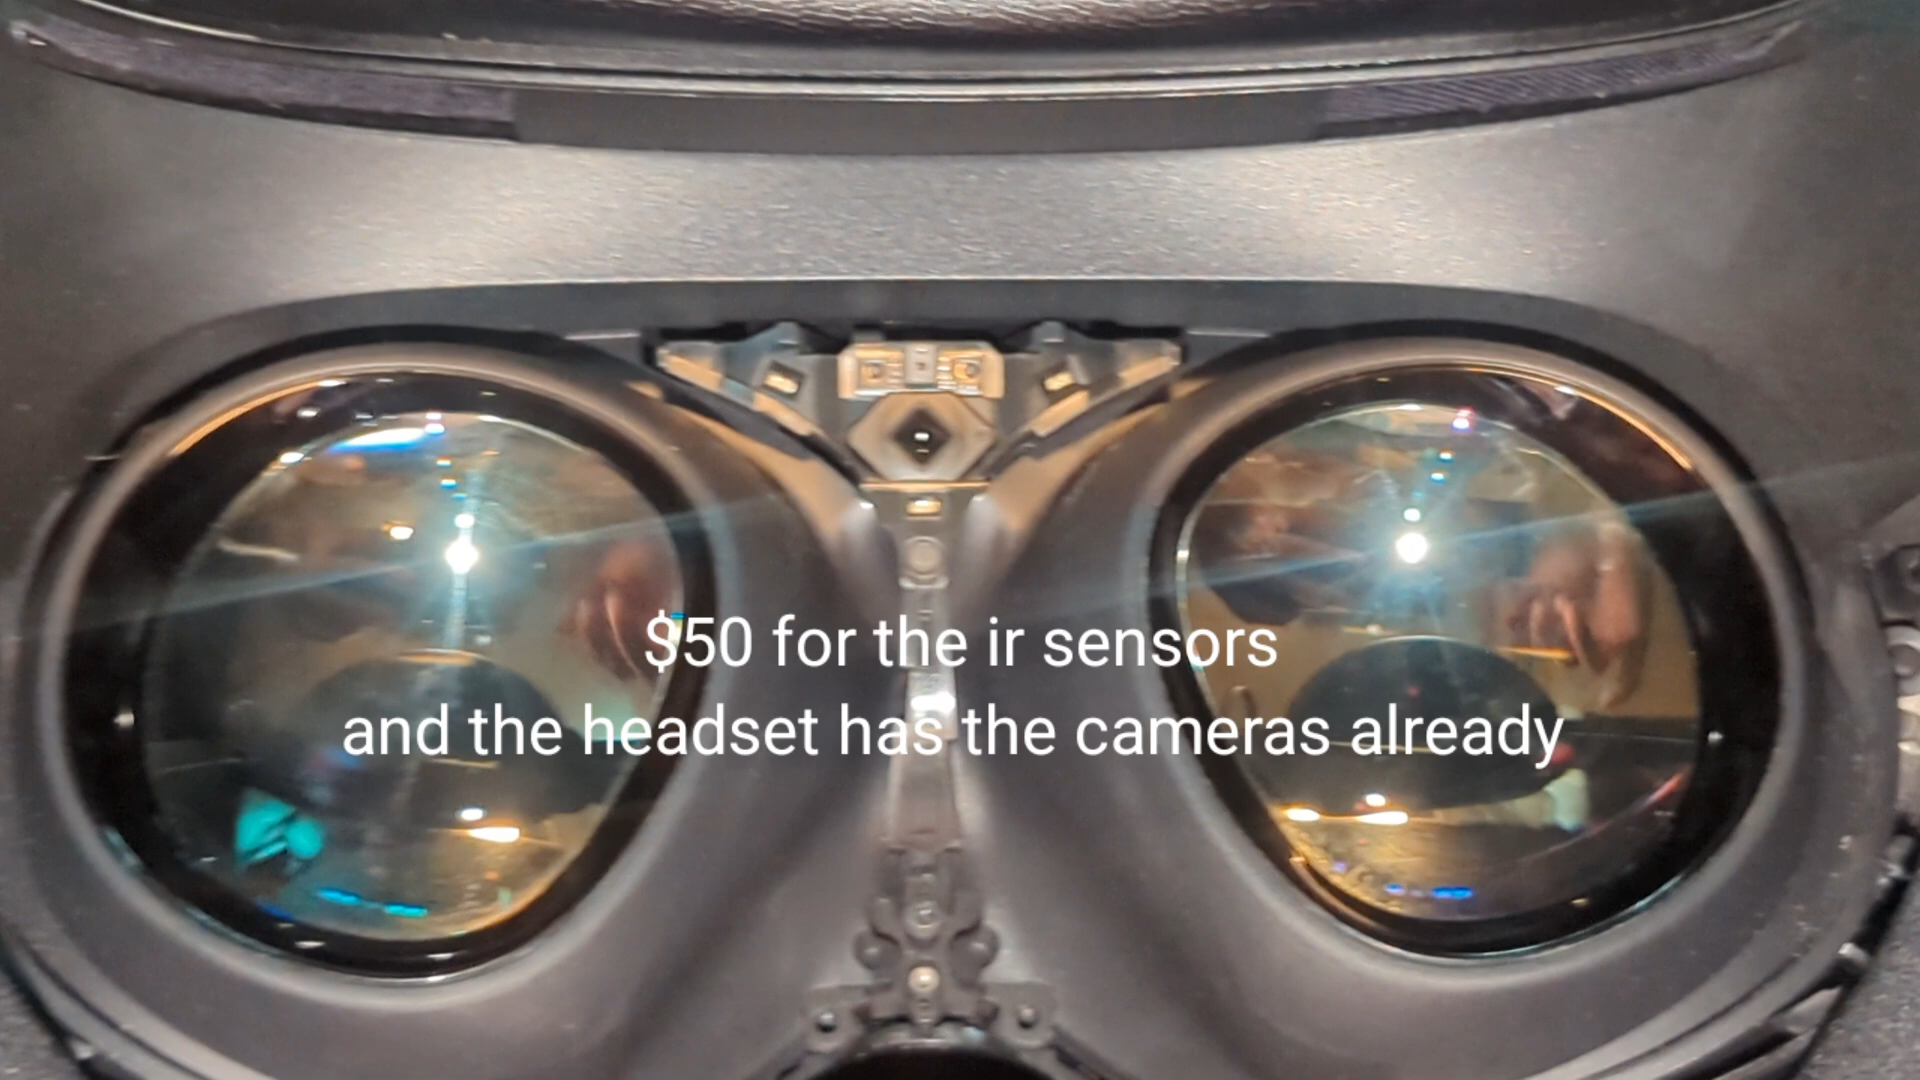 $50 for the ir sensors
and the headset has the cameras already